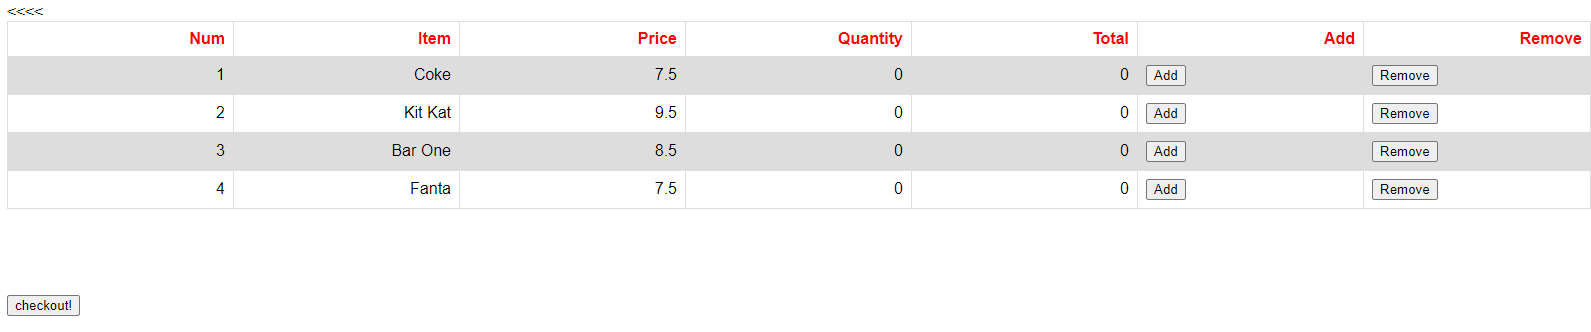 <<<<
Num Item Price Quantity Total Add Remove
1 Coke 7.5 0 0 Add Remove
2 Kit Kat 9.5 0 0 Add Remove
3 Bar One 8.5 0 0 Add Remove
4 Fanta 7.5 0 0 Add Remove
checkout!